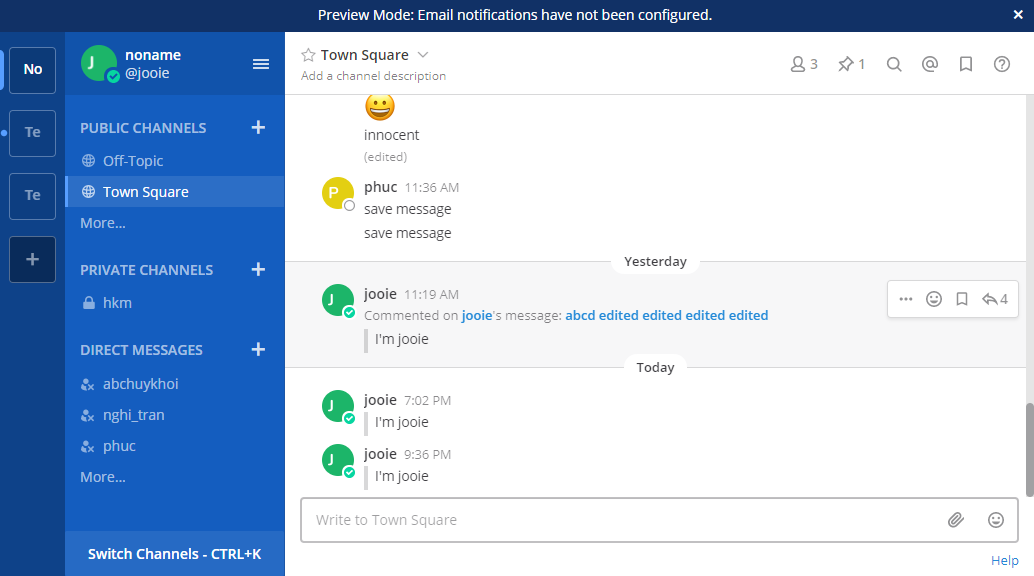 Preview Mode: Email notifications have not been configured.
No
Te
Te
J
noname
@jooie
PUBLIC CHANNELS
Off-Topic
Town Square
More...
PRIVATE CHANNELS
hkm
DIRECT MESSAGES
abchuykhoi
nghi_tran
phuc
More...
Switch Channels - CTRL+K
Town Square
Add a channel description
3
1
innocent
(edited)
P
phuc 11:36 AM
save message
save message
Yesterday
J
jooie 11:19 AM
4
Commented on jooie's message: abcd edited edited edited edited
I'm jooie
Today
J
jooie 7:02 PM
I'm jooie
J
jooie 9:36 PM
I'm jooie
Write to Town Square
Help